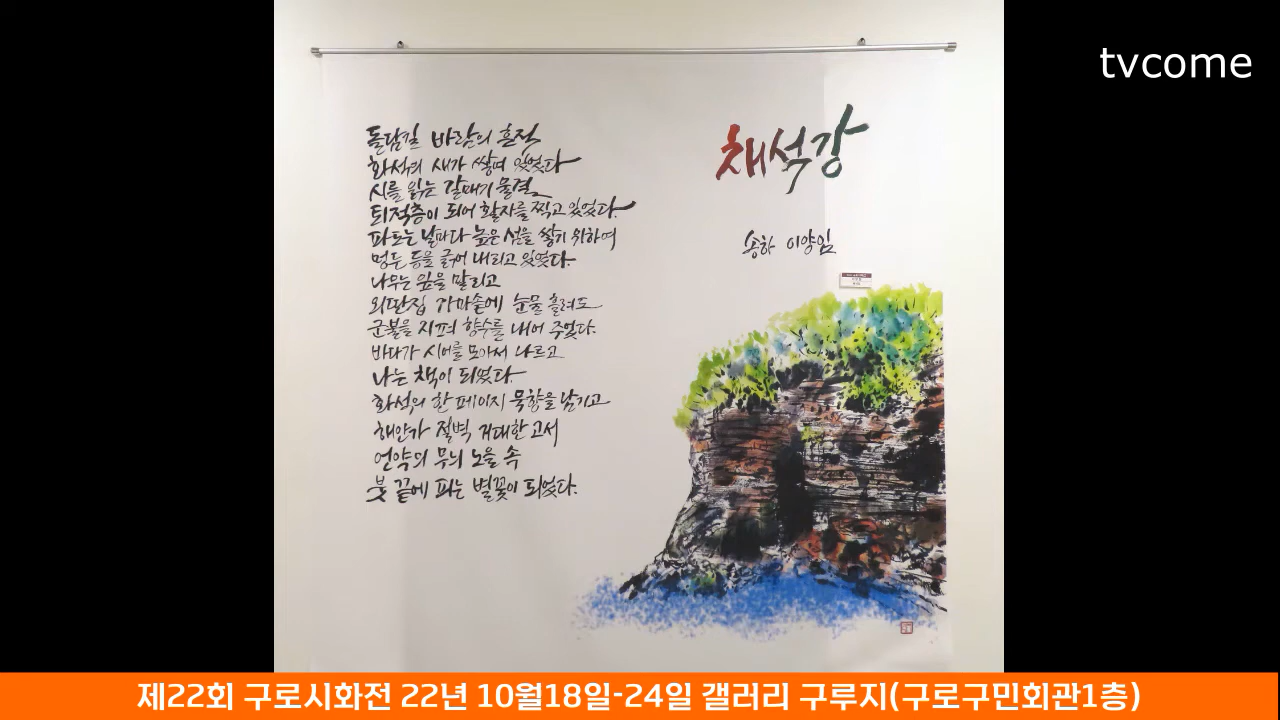 tvcome
채석강
송하 이양임
돌담길 바람의 흔적
화석의 새가 쌓여 있었다
시를 읽는 갈매기 물결
퇴적층이 되어 활자를 찍고 있었다.
파도는 날마다 높은 섬을 쌓기 위하여
멍든 등을 긁어 내리고 있었다.
나무는 잎을 말리고
외딴집 가마솥에 눈물 흘려도
군불을 지펴 향수를 내어 주었다.
바다가 시어를 모아서 나르고
나는 책이 되었다.
화석의 한 페이지 묵향을 남기고
해안가 절벽 거대한 고서
언약의 무늬 노을 속
붓 끝에 피는 별꽃이 되었다.
제22회 구로시화전 22년 10월18일-24일 갤러리 구루지(구로구민회관1층)